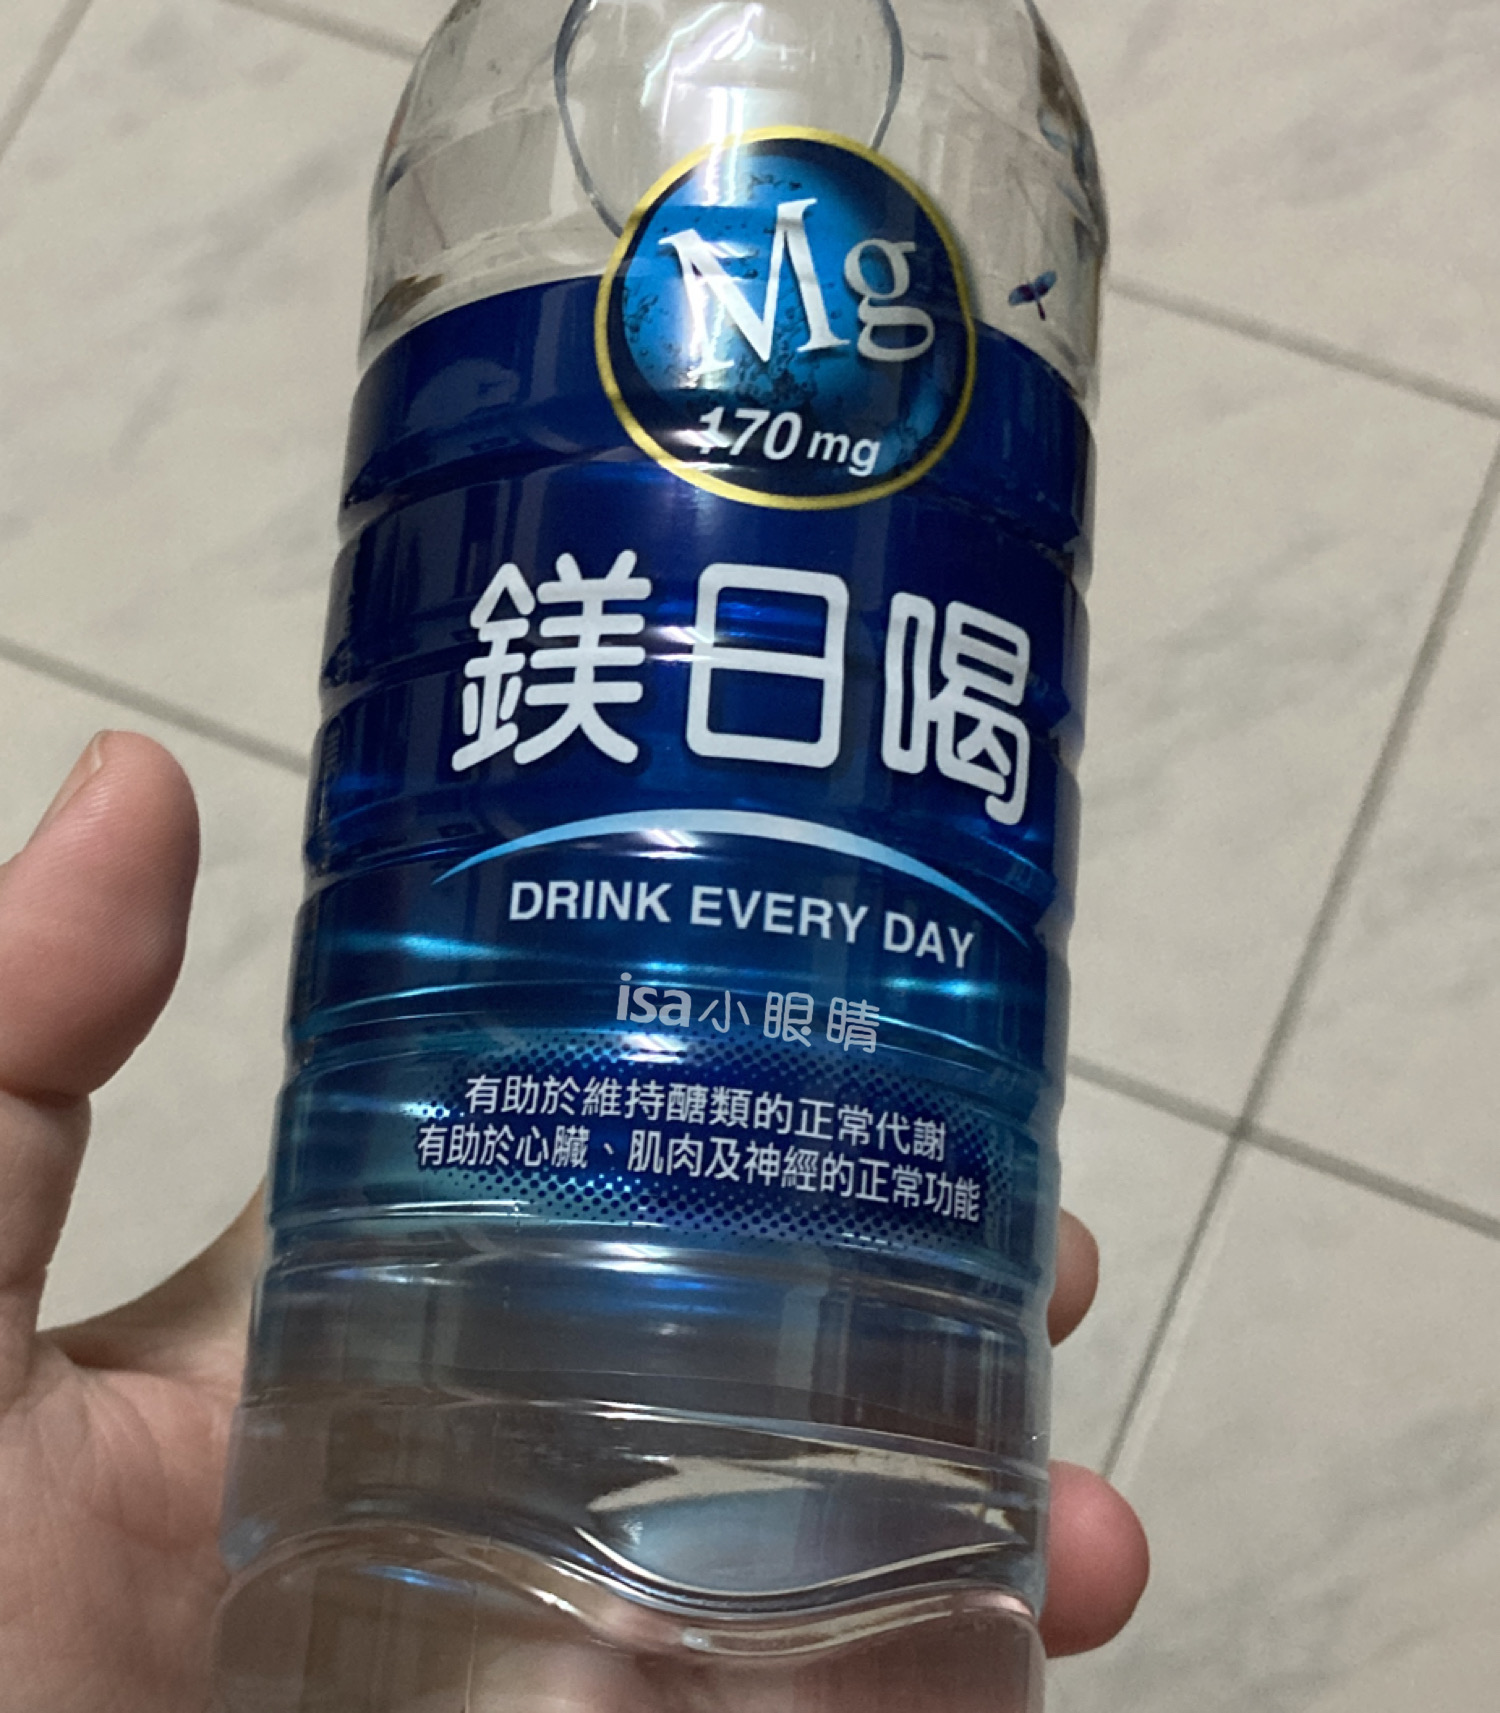 Mg
170 mg
鎂日喝
DRINK EVERY DAY
isa小眼睛
有助於維持醣類的正常代謝
有助於心臟、肌肉及神經的正常功能